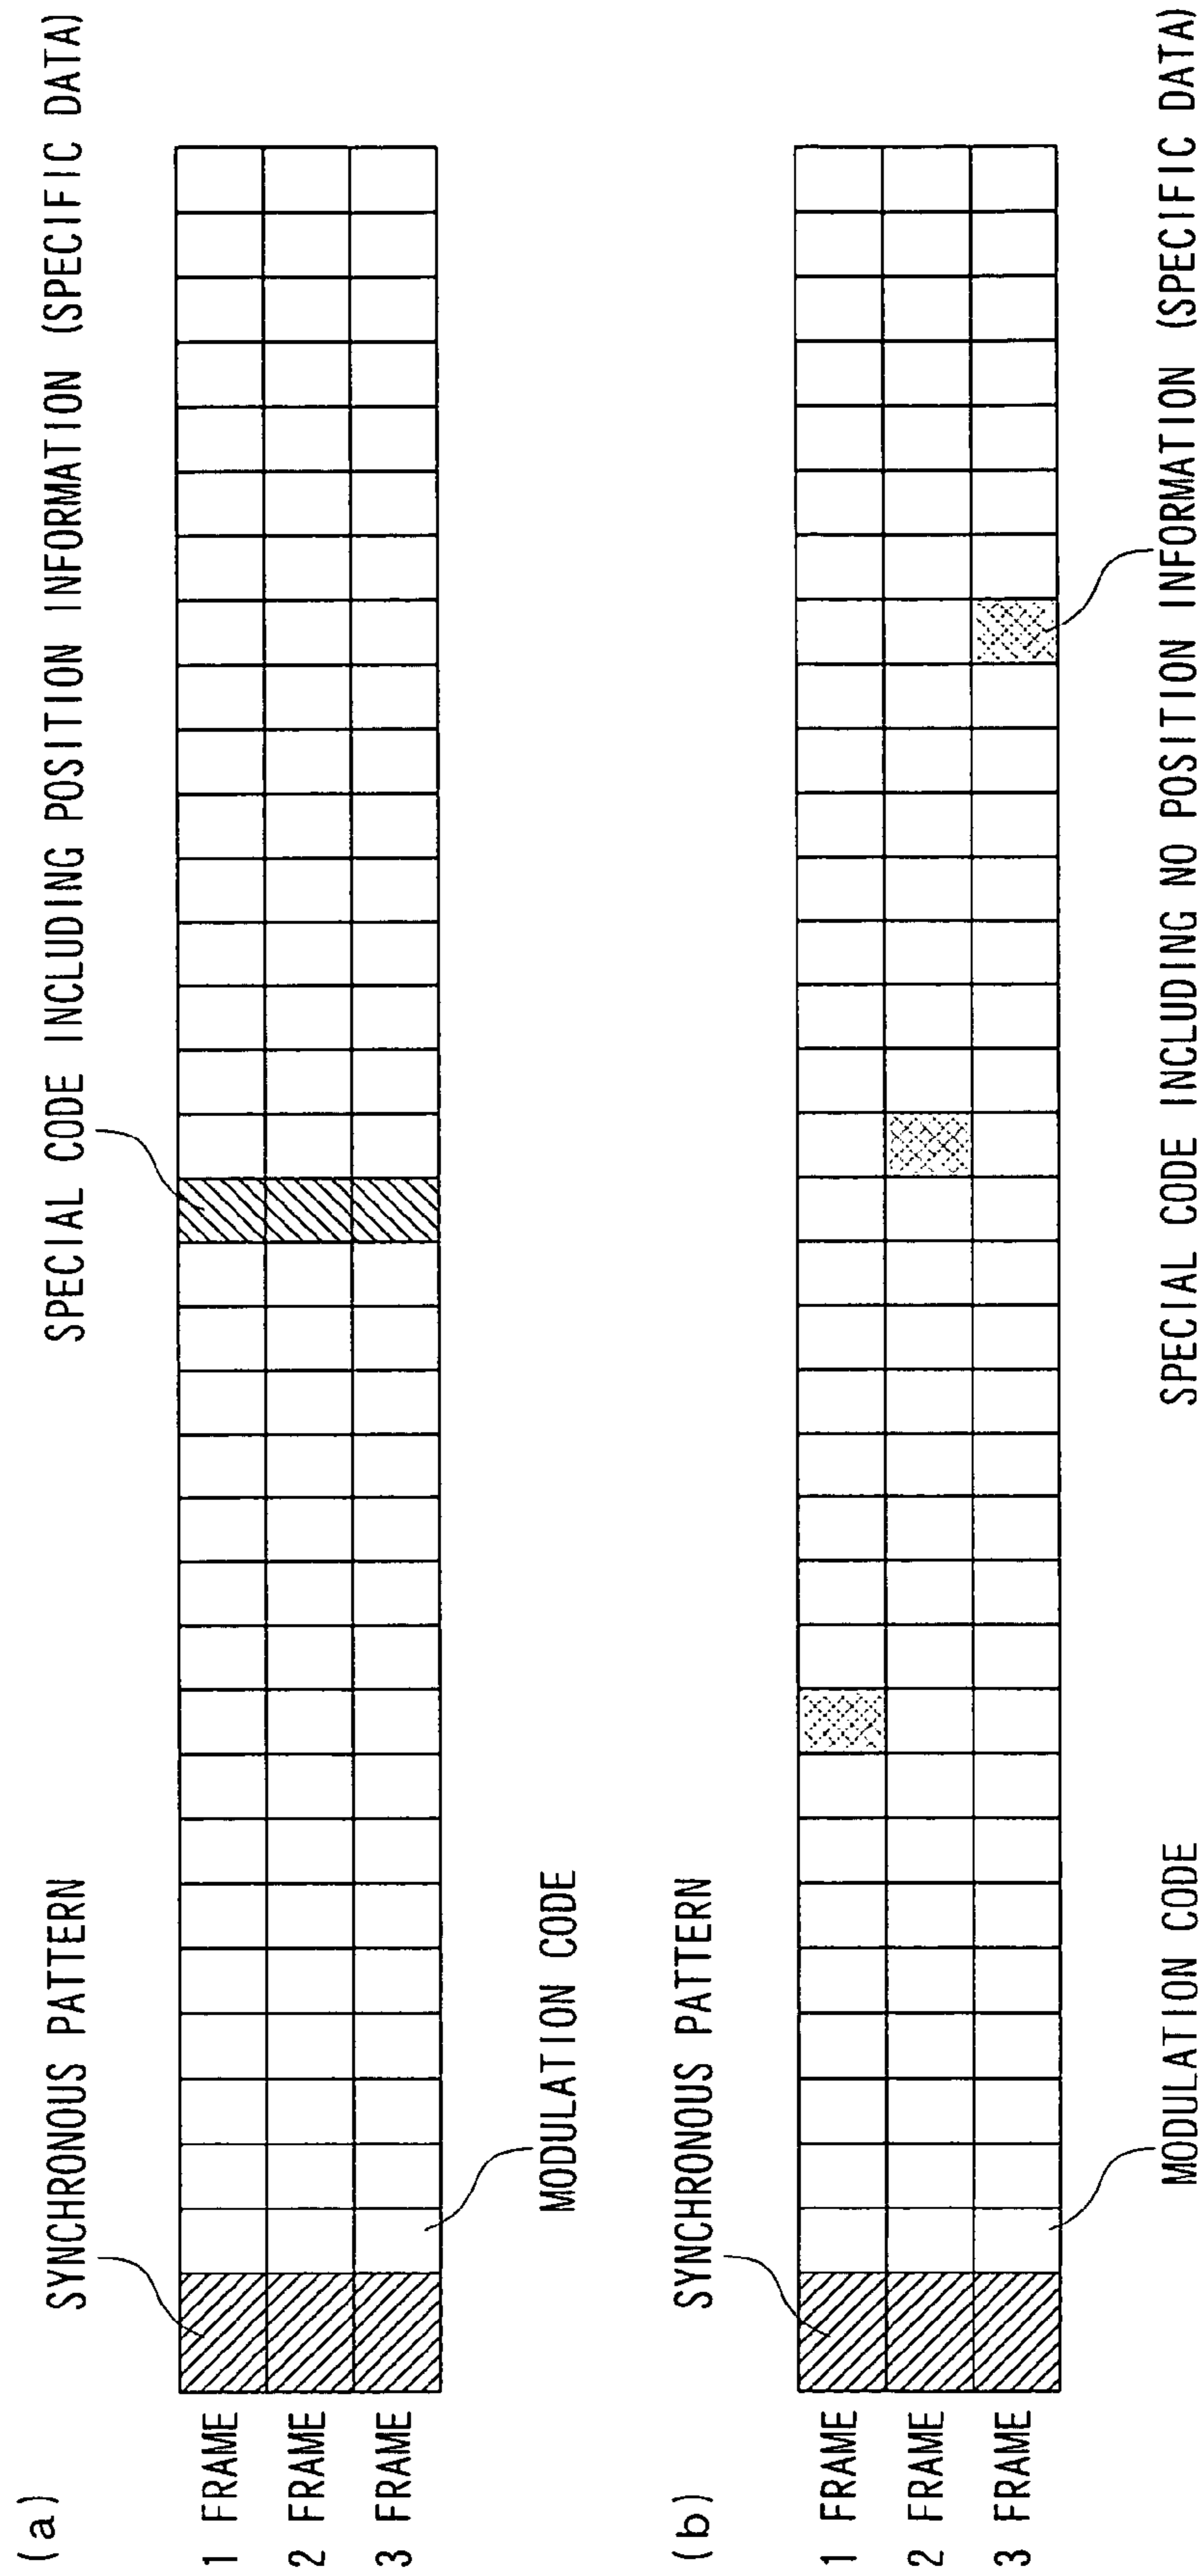 (a)
SPECIAL CODE INCLUDING POSITION INFORMATION (SPECIFIC DATA)
SYNCHRONOUS PATTERN
1 FRAME
2 FRAME
3 FRAME
MODULATION CODE
(b)
SYNCHRONOUS PATTERN
1 FRAME
2 FRAME
3 FRAME
MODULATION CODE
SPECIAL CODE INCLUDING NO POSITION INFORMATION (SPECIFIC DATA)